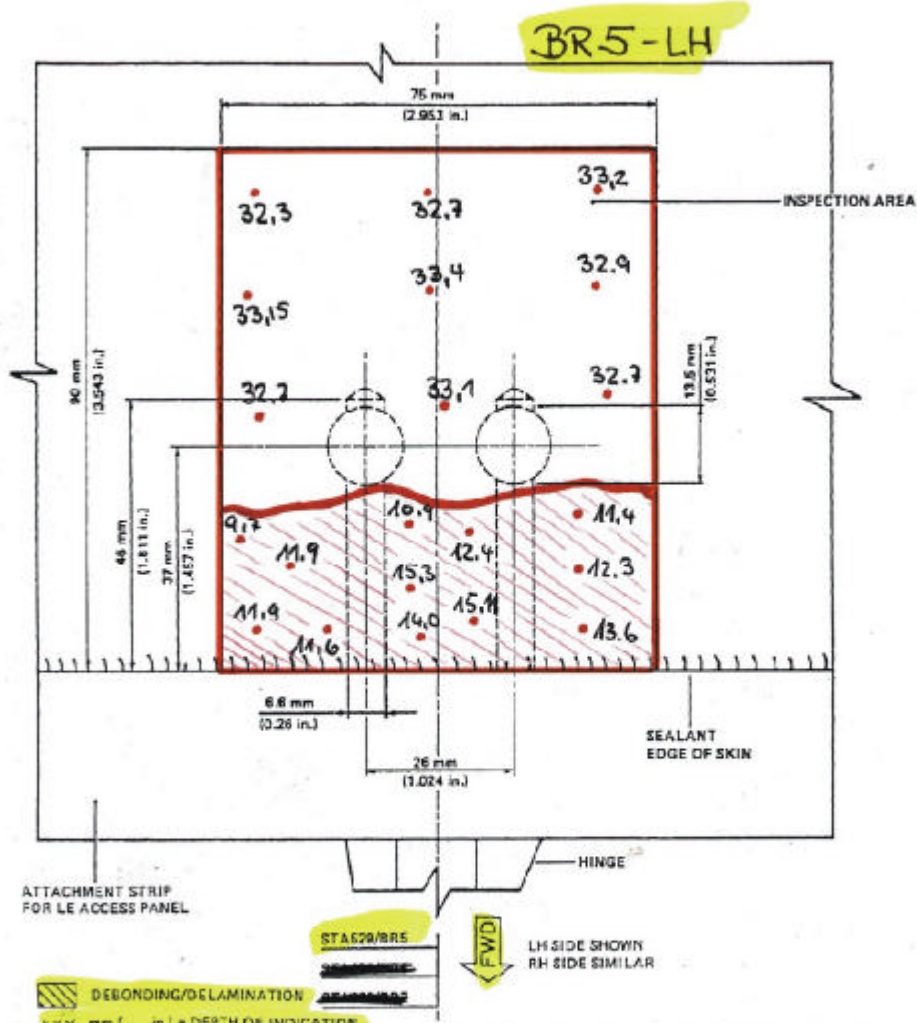 BR5-LH
75 mm
(2.953 in.)
33,2
32,3
32,7
INSPECTION AREA
33,4
32.9
33,15
90 mm
(3.543 in.)
13.5 mm
(0.531 in.)
32,7
33,1
32.7
46 mm
(1.811 in.)
37 mm
(1.457 in.)
9,7
10,9
11.4
11.9
12.4
15,3
12.3
11.9
15,11
11,6
14,0
13.6
6.6 mm
(0.26 in.)
SEALANT
EDGE OF SKIN
26 mm
(1.024 in.)
HINGE
ATTACHMENT STRIP
FOR LE ACCESS PANEL
STA629/BR5
FWD
LH SIDE SHOWN
RH SIDE SIMILAR
DEBONDING/DELAMINATION
DEPTH OF INDICATION